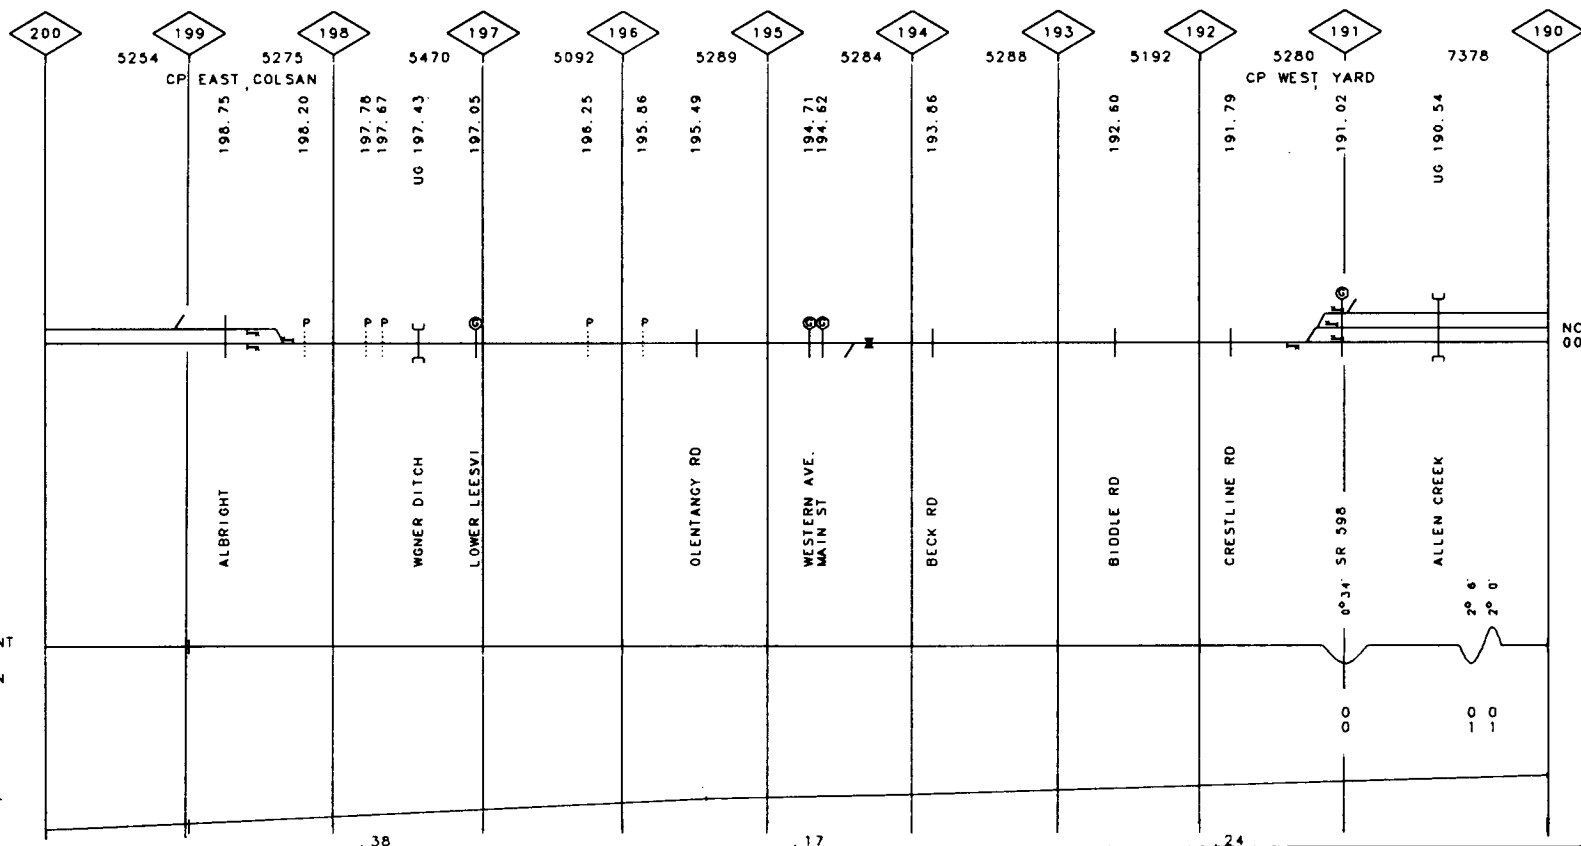 200 199 198 197 196 195 194 193 192 191 190
5254 5275 5470 5092 5289 5284 5288 5192 5280 7378
CP EAST COLSAN CP WEST YARD
198.75 198.20 197.78 197.67 UG 197.43 197.05 196.25 195.86 195.49 194.71 194.62 193.86 192.60 191.79 191.02 UG 190.54
G
P P P G P P G G
NC
00
ALBRIGHT WGNER DITCH LOWER LEESVI OLENTANGY RD WESTERN AVE. MAIN ST BECK RD BIDDLE RD CRESTLINE RD SR 598 ALLEN CREEK
0°34' 2° 6' 2° 0'
NT
N
0 0 0 1 0 1
.38 .17 .24